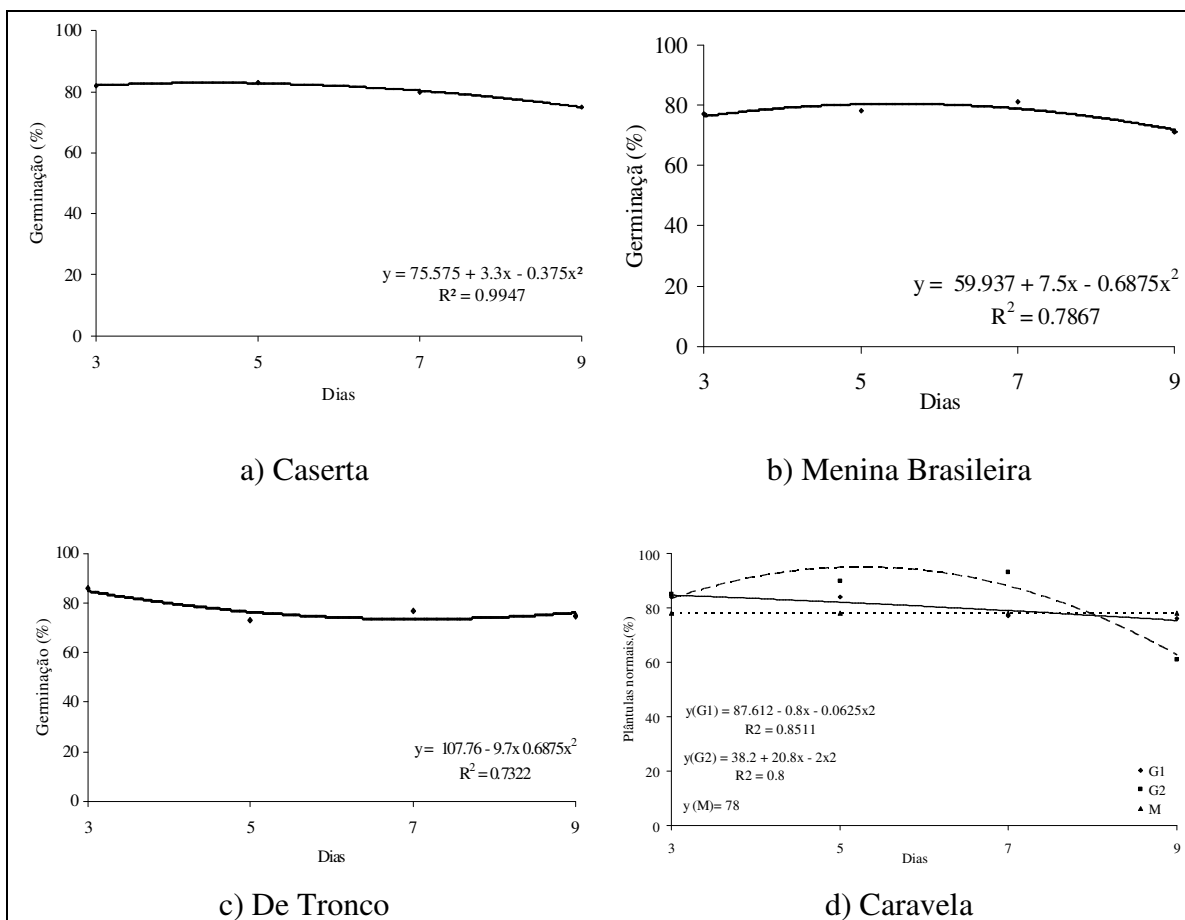 100
80
60
40
20
0
Germinação (%)
3 5 7 9
Dias
y = 75.575 + 3.3x - 0.375x²
R² = 0.9947
a) Caserta
100
80
60
40
20
0
Germinaçã (%)
3 5 7 9
Dias
y = 59.937 + 7.5x - 0.6875x²
R² = 0.7867
b) Menina Brasileira
100
80
60
40
20
0
Germinação (%)
3 5 7 9
Dias
y = 107.76 - 9.7x 0.6875x²
R² = 0.7322
c) De Tronco
100
80
60
40
20
0
Plântulas normais.(%)
3 5 7 9
Dias
y(G1) = 87.612 - 0.8x - 0.0625x2
R2 = 0.8511
y(G2) = 38.2 + 20.8x - 2x2
R2 = 0.8
y (M)= 78
G1
G2
M
d) Caravela